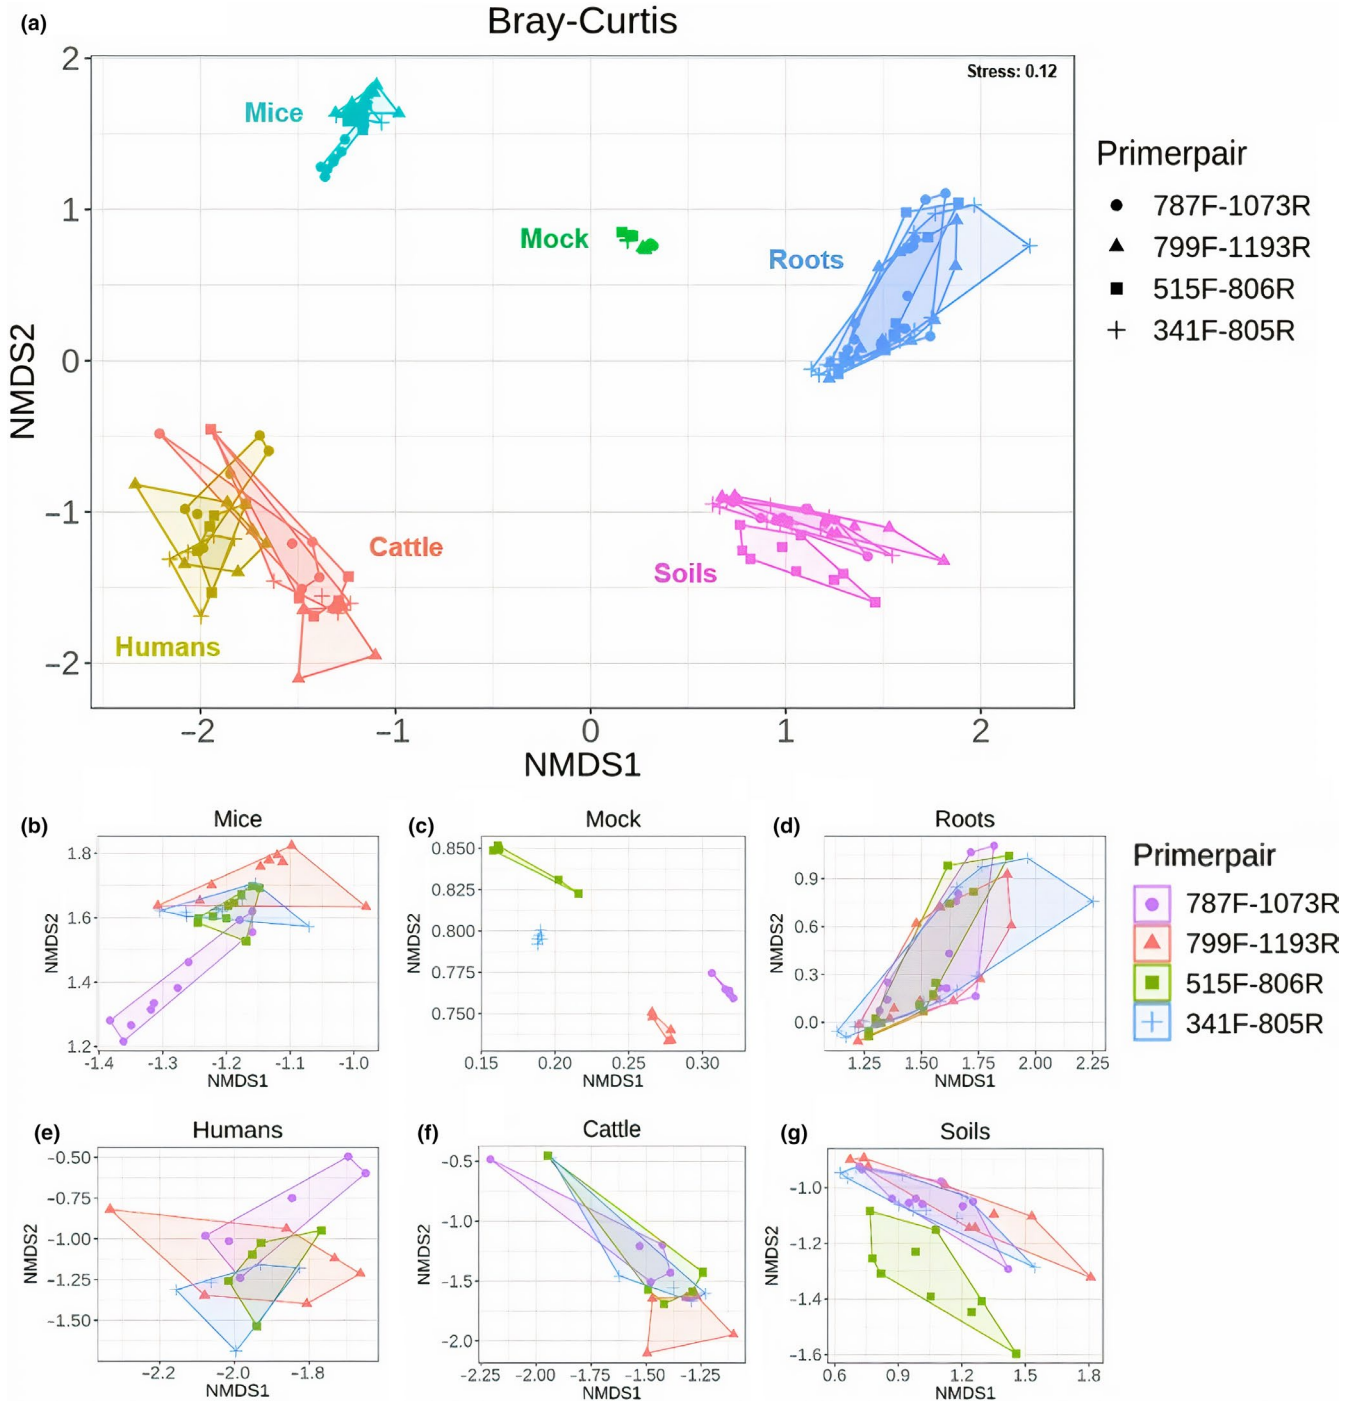 (a)
Bray-Curtis
Stress: 0.12
2
1
0
−1
−2
NMDS2
Mice
Mock
Roots
Cattle
Soils
Humans
−2
−1
0
1
2
NMDS1
Primerpair
787F-1073R
799F-1193R
515F-806R
341F-805R
(b)
Mice
1.8
1.6
1.4
1.2
NMDS2
-1.4
-1.3
-1.2
-1.1
-1.0
NMDS1
(c)
Mock
0.850
0.825
0.800
0.775
0.750
NMDS2
0.15
0.20
0.25
0.30
NMDS1
(d)
Roots
0.9
0.6
0.3
0.0
NMDS2
1.25
1.50
1.75
2.00
2.25
NMDS1
Primerpair
787F-1073R
799F-1193R
515F-806R
341F-805R
(e)
Humans
−0.50
−0.75
−1.00
−1.25
−1.50
NMDS2
−2.2
−2.0
−1.8
NMDS1
(f)
Cattle
−0.5
−1.0
−1.5
−2.0
NMDS2
−2.25
−2.00
−1.75
−1.50
−1.25
NMDS1
(g)
Soils
−1.0
−1.2
−1.4
−1.6
NMDS2
0.6
0.9
1.2
1.5
1.8
NMDS1